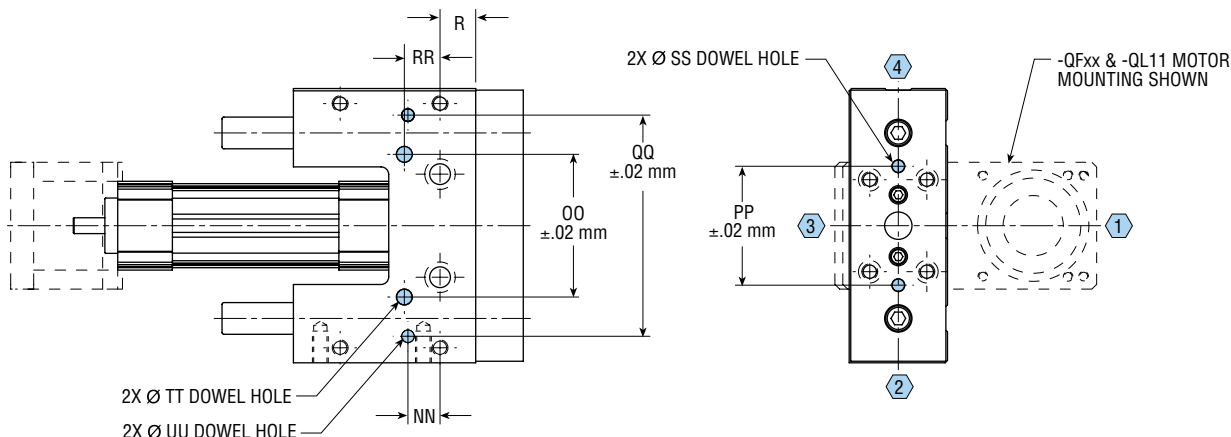 R
RR
2X Ø SS DOWEL HOLE
4
-QFxx & -QL11 MOTOR
MOUNTING SHOWN
QQ
±.02 mm
OO
±.02 mm
PP
±.02 mm
3
1
2X Ø TT DOWEL HOLE
NN
2
2X Ø UU DOWEL HOLE